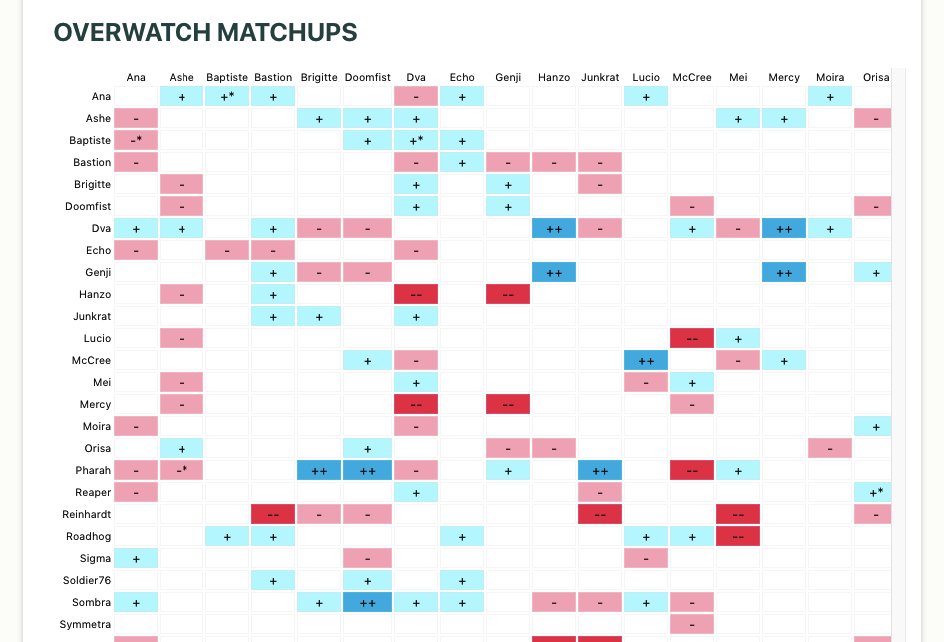 OVERWATCH MATCHUPS
Ana Ashe Baptiste Bastion Brigitte Doomfist Dva Echo Genji Hanzo Junkrat Lucio McCree Mei Mercy Moira Orisa
Ana + +* + - + + +
Ashe - + + + + + -
Baptiste -* + +* +
Bastion - - + - - -
Brigitte - + + -
Doomfist - + + - -
Dva + + + - - ++ - + - ++ +
Echo - - - -
Genji + - - ++ ++ +
Hanzo - + -- --
Junkrat + + +
Lucio - -- +
McCree + - ++ - +
Mei - + - +
Mercy - -- -- -
Moira - - +
Orisa + + - - -
Pharah - -* ++ ++ - + ++ -- +
Reaper - + - +*
Reinhardt -- - - -- -- -
Roadhog + + + + + --
Sigma + - -
Soldier76 + + +
Sombra + + ++ + + - - + -
Symmetra -